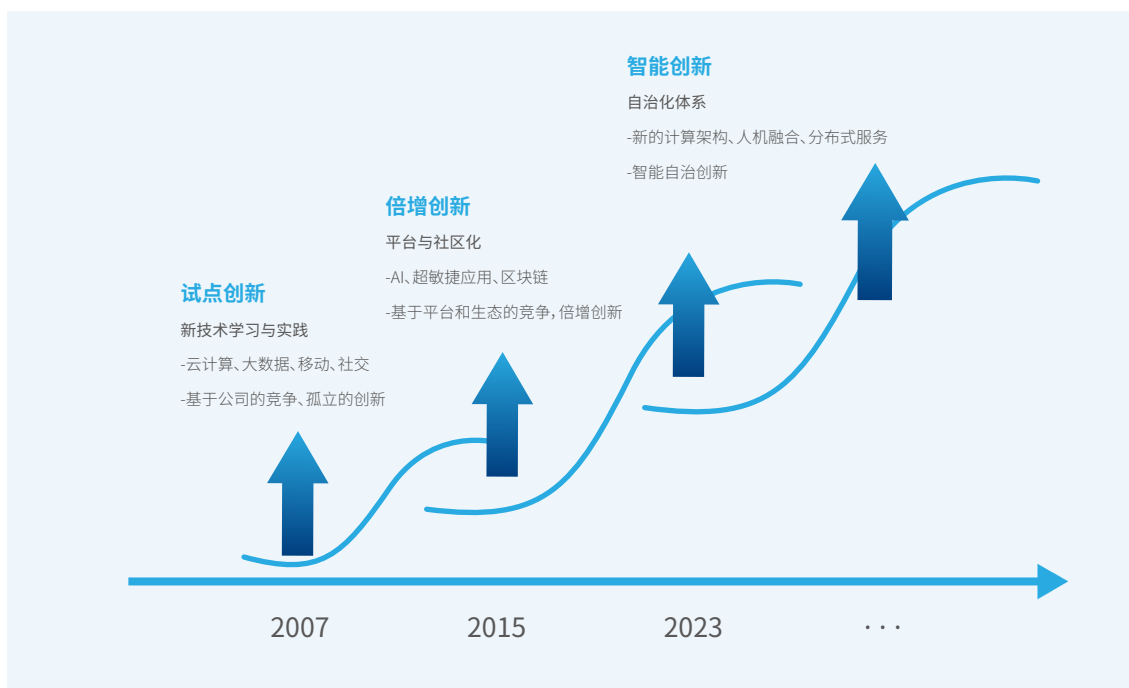 智能创新
自治化体系
-新的计算架构、人机融合、分布式服务
-智能自治创新
倍增创新
平台与社区化
-AI、超敏捷应用、区块链
-基于平台和生态的竞争，倍增创新
试点创新
新技术学习与实践
-云计算、大数据、移动、社交
-基于公司的竞争、孤立的创新
2007
2015
2023
···